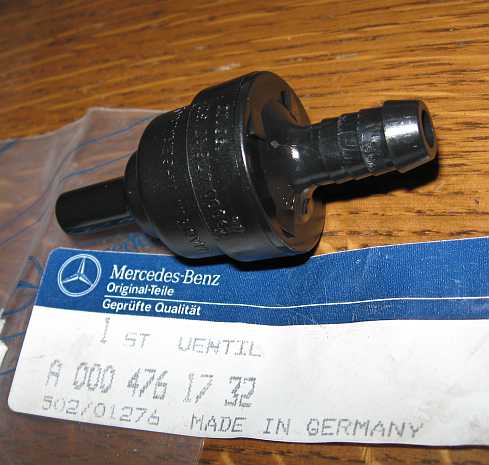 Mercedes-Benz
Original-Teile
Geprüfte Qualität
1 ST VENTIL
A 000 476 17 32
502/01276 MADE IN GERMANY